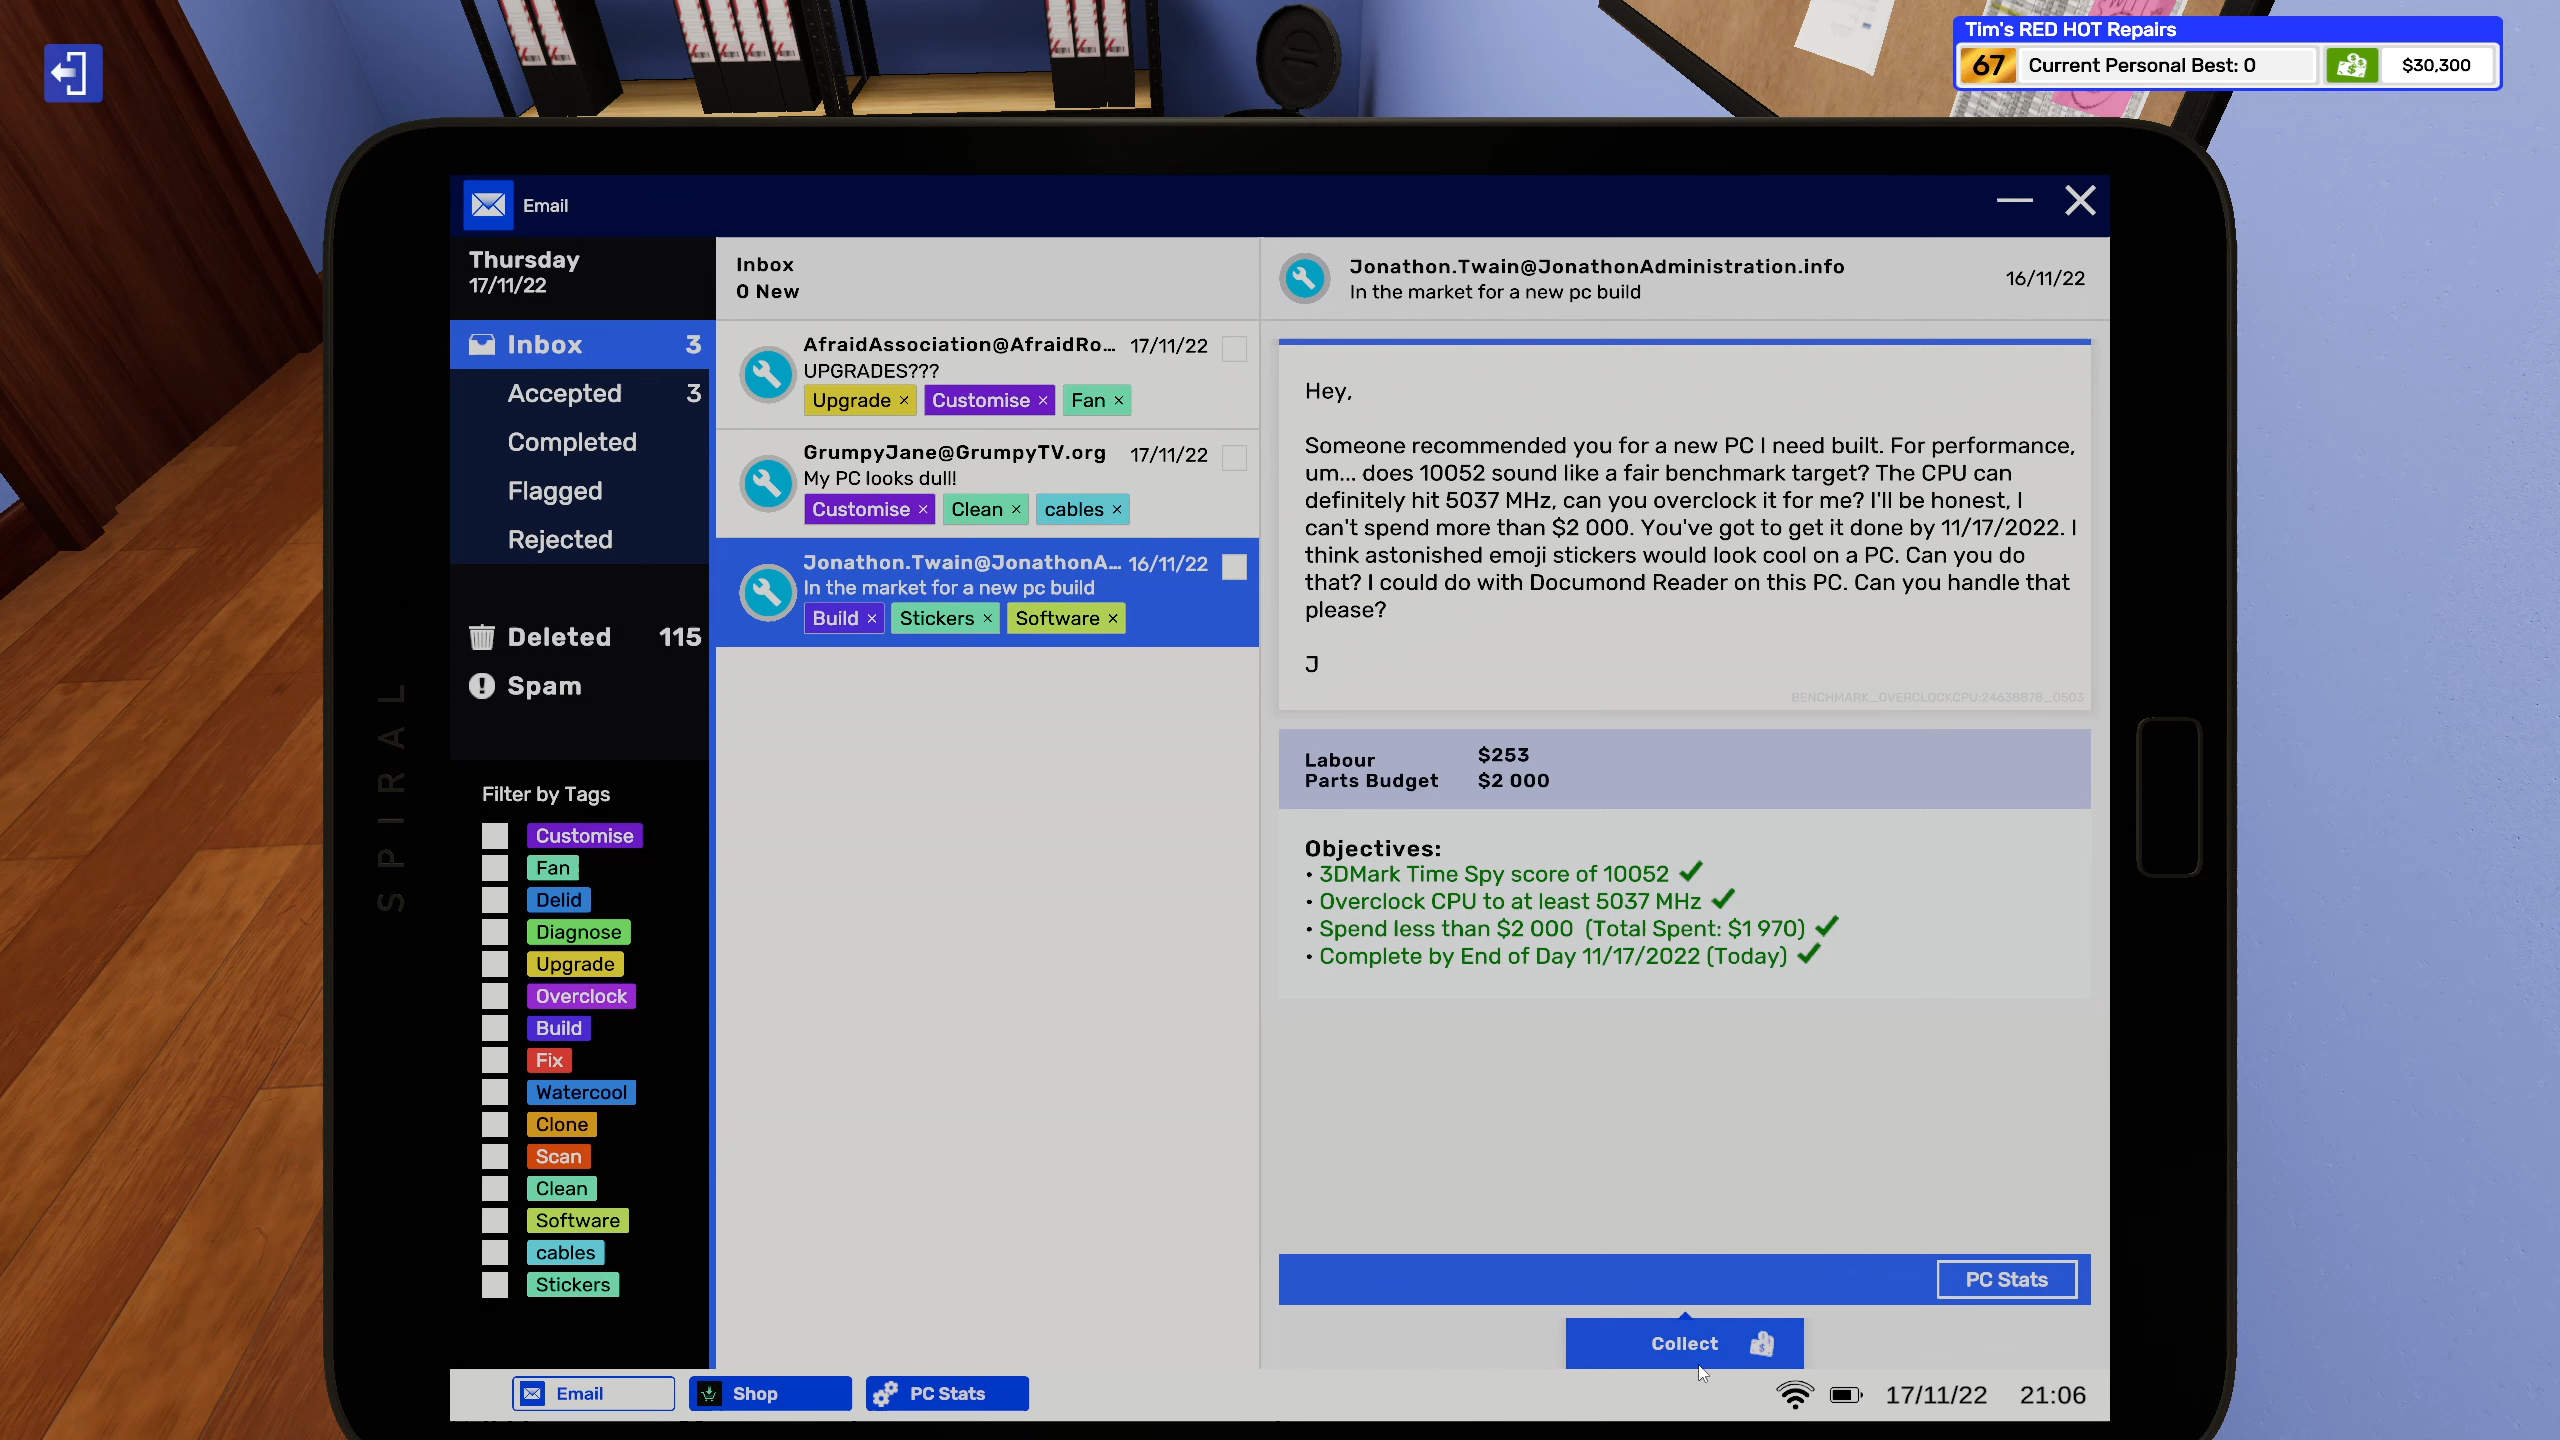 Tim's RED HOT Repairs
67
Current Personal Best: 0
$30,300
Email
Thursday
17/11/22
Inbox 3
Accepted 3
Completed
Flagged
Rejected
Deleted 115
Spam
Filter by Tags
Customise
Fan
Delid
Diagnose
Upgrade
Overclock
Build
Fix
Watercool
Clone
Scan
Clean
Software
cables
Stickers
Inbox
0 New
AfraidAssociation@AfraidRo... 17/11/22
UPGRADES???
Upgrade × Customise × Fan ×
GrumpyJane@GrumpyTV.org 17/11/22
My PC looks dull!
Customise × Clean × cables ×
Jonathon.Twain@JonathonA... 16/11/22
In the market for a new pc build
Build × Stickers × Software ×
Jonathon.Twain@JonathonAdministration.info
In the market for a new pc build
16/11/22
Hey,
Someone recommended you for a new PC I need built. For performance,
um... does 10052 sound like a fair benchmark target? The CPU can
definitely hit 5037 MHz, can you overclock it for me? I'll be honest, I
can't spend more than $2 000. You've got to get it done by 11/17/2022. I
think astonished emoji stickers would look cool on a PC. Can you do
that? I could do with Documond Reader on this PC. Can you handle that
please?
J
BENCHMARK_OVERCLOCKCPU:24638878_0503
Labour $253
Parts Budget $2 000
Objectives:
• 3DMark Time Spy score of 10052
• Overclock CPU to at least 5037 MHz
• Spend less than $2 000 (Total Spent: $1 970)
• Complete by End of Day 11/17/2022 (Today)
PC Stats
Collect
Email
Shop
PC Stats
17/11/22
21:06
SPIRAL